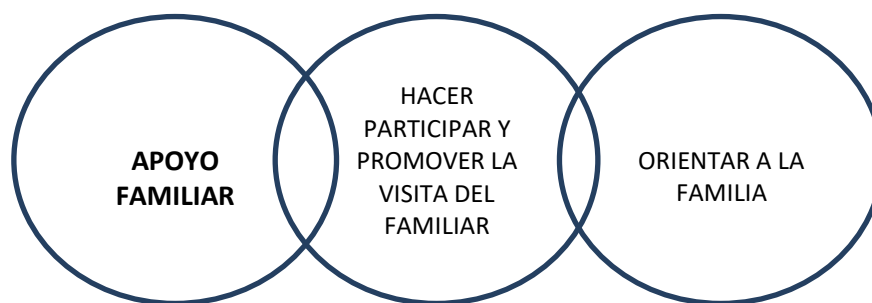 APOYO
FAMILIAR
HACER
PARTICIPAR Y
PROMOVER LA
VISITA DEL
FAMILIAR
ORIENTAR A LA
FAMILIA